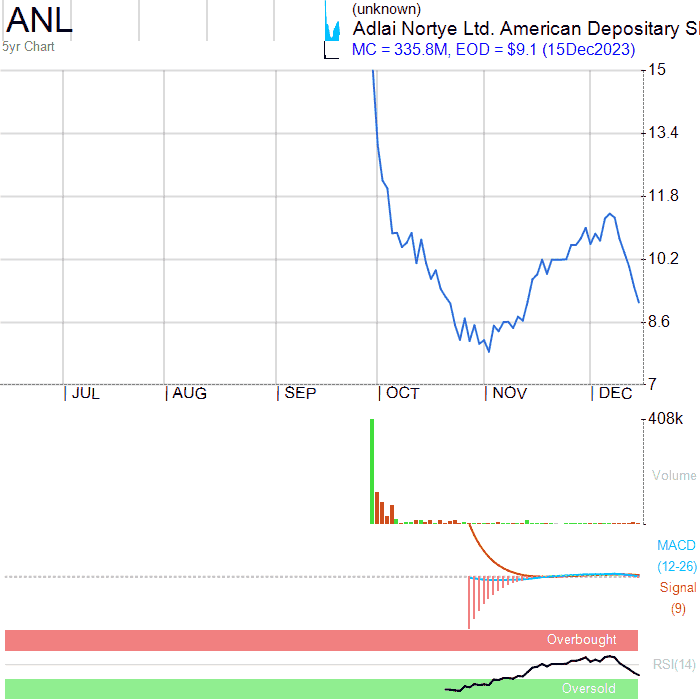 ANL
5yr Chart
(unknown)
Adlai Nortye Ltd. American Depositary S
MC = 335.8M, EOD = $9.1 (15Dec2023)
15
13.4
11.8
10.2
8.6
7
JUL AUG SEP OCT NOV DEC
408k
Volume
MACD
(12-26)
Signal
(9)
Overbought
RSI(14)
Oversold